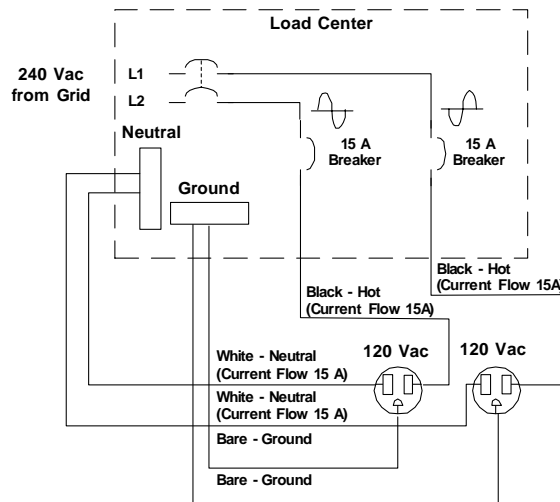 Load Center
240 Vac
from Grid
L1
L2
Neutral
Ground
15 A
Breaker
15 A
Breaker
Black - Hot
(Current Flow 15A)
Black - Hot
(Current Flow 15A)
White - Neutral
(Current Flow 15 A)
120 Vac
120 Vac
White - Neutral
(Current Flow 15 A)
Bare - Ground
Bare - Ground